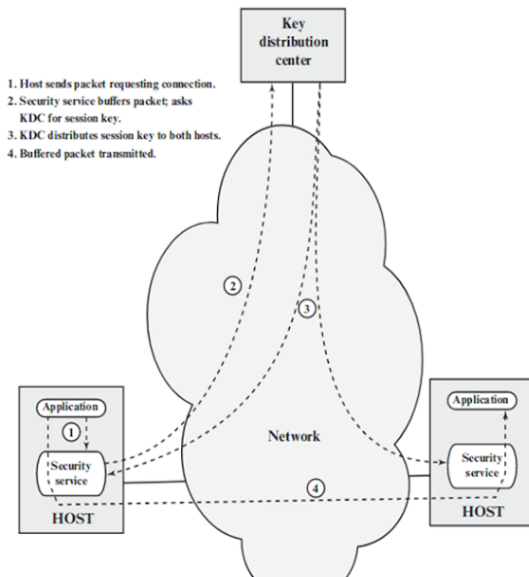 Key
distribution
center
1. Host sends packet requesting connection.
2. Security service buffers packet; asks
KDC for session key.
3. KDC distributes session key to both hosts.
4. Buffered packet transmitted.
2
3
Application
1
Security
service
HOST
Network
4
Application
Security
service
HOST